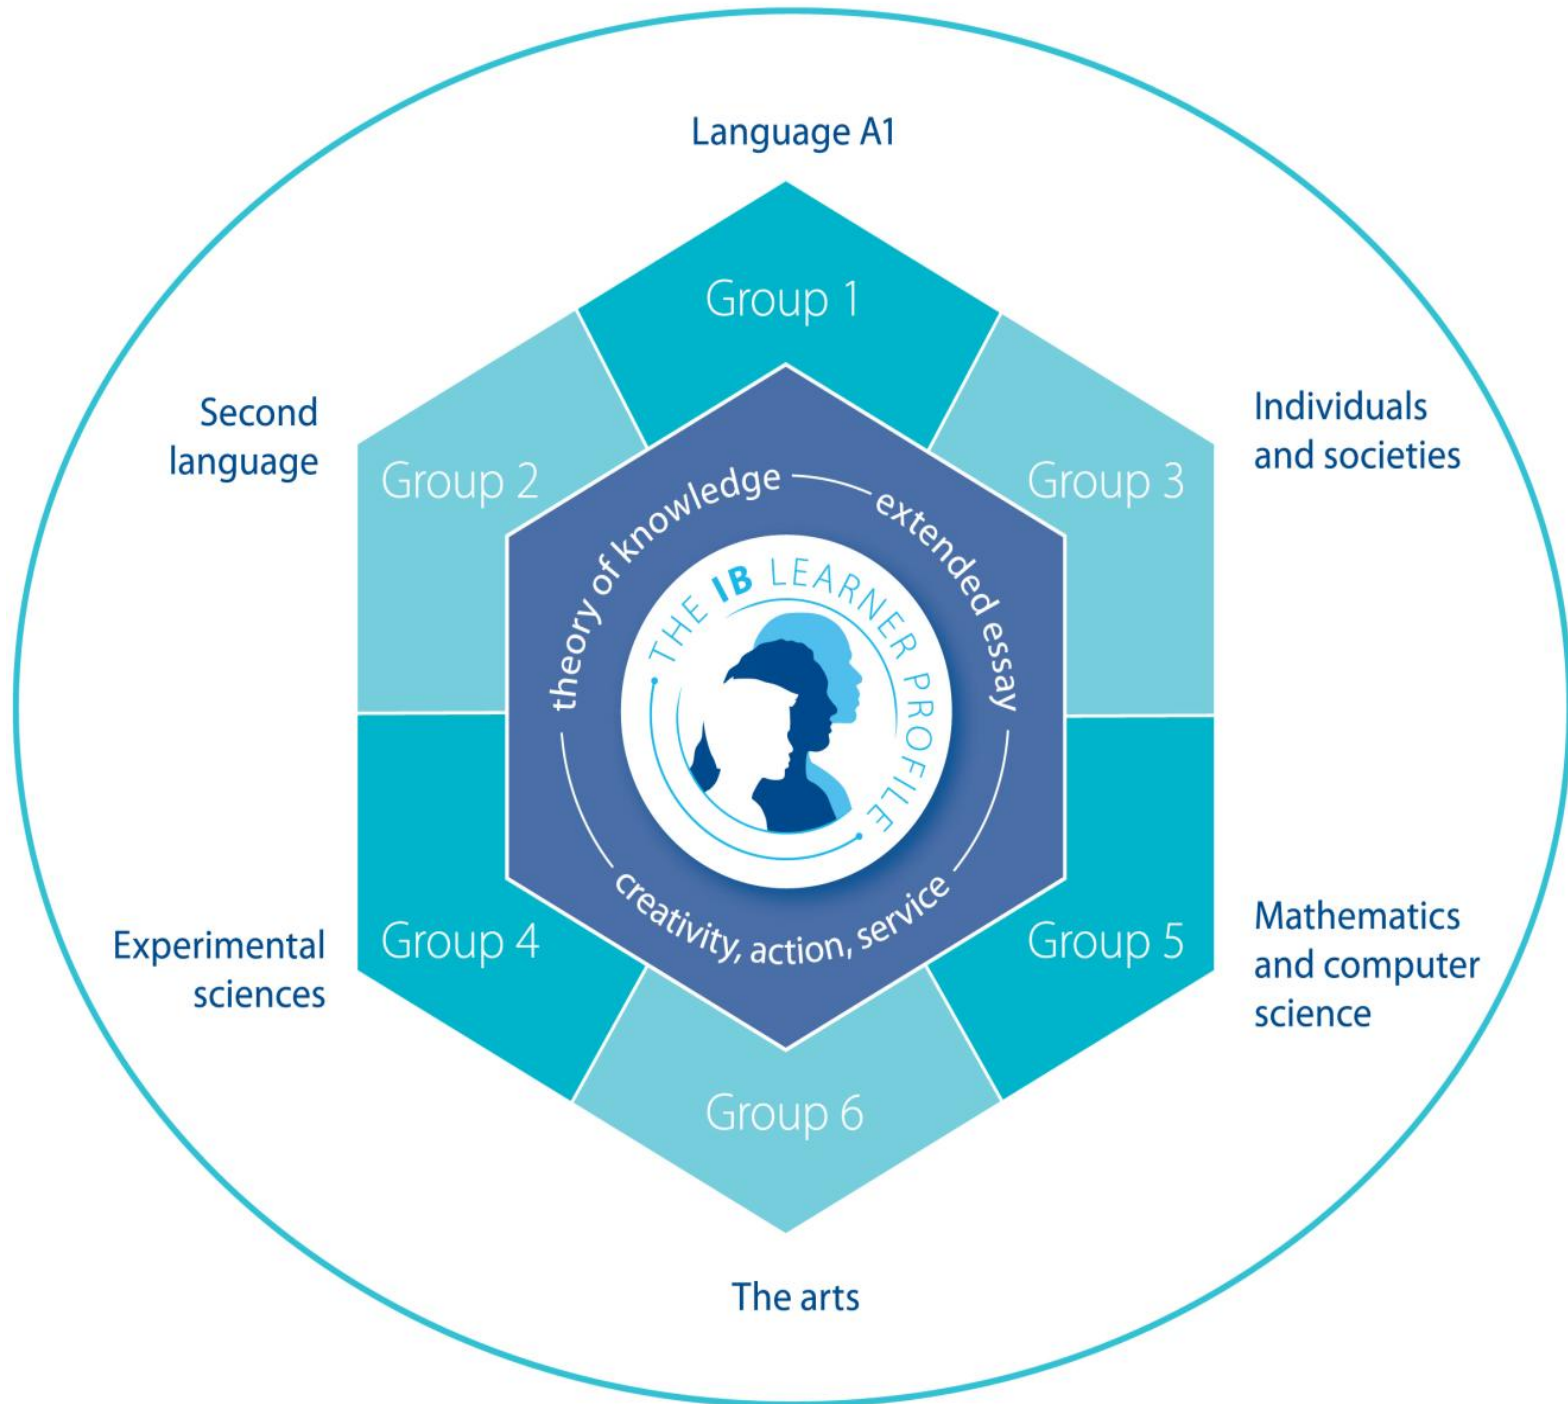 Language A1
Group 1
Second
language
Group 2
Individuals
and societies
Group 3
theory of knowledge
extended essay
THE IB LEARNER PROFILE
creativity, action, service
Experimental
sciences
Group 4
Group 5
Mathematics
and computer
science
Group 6
The arts